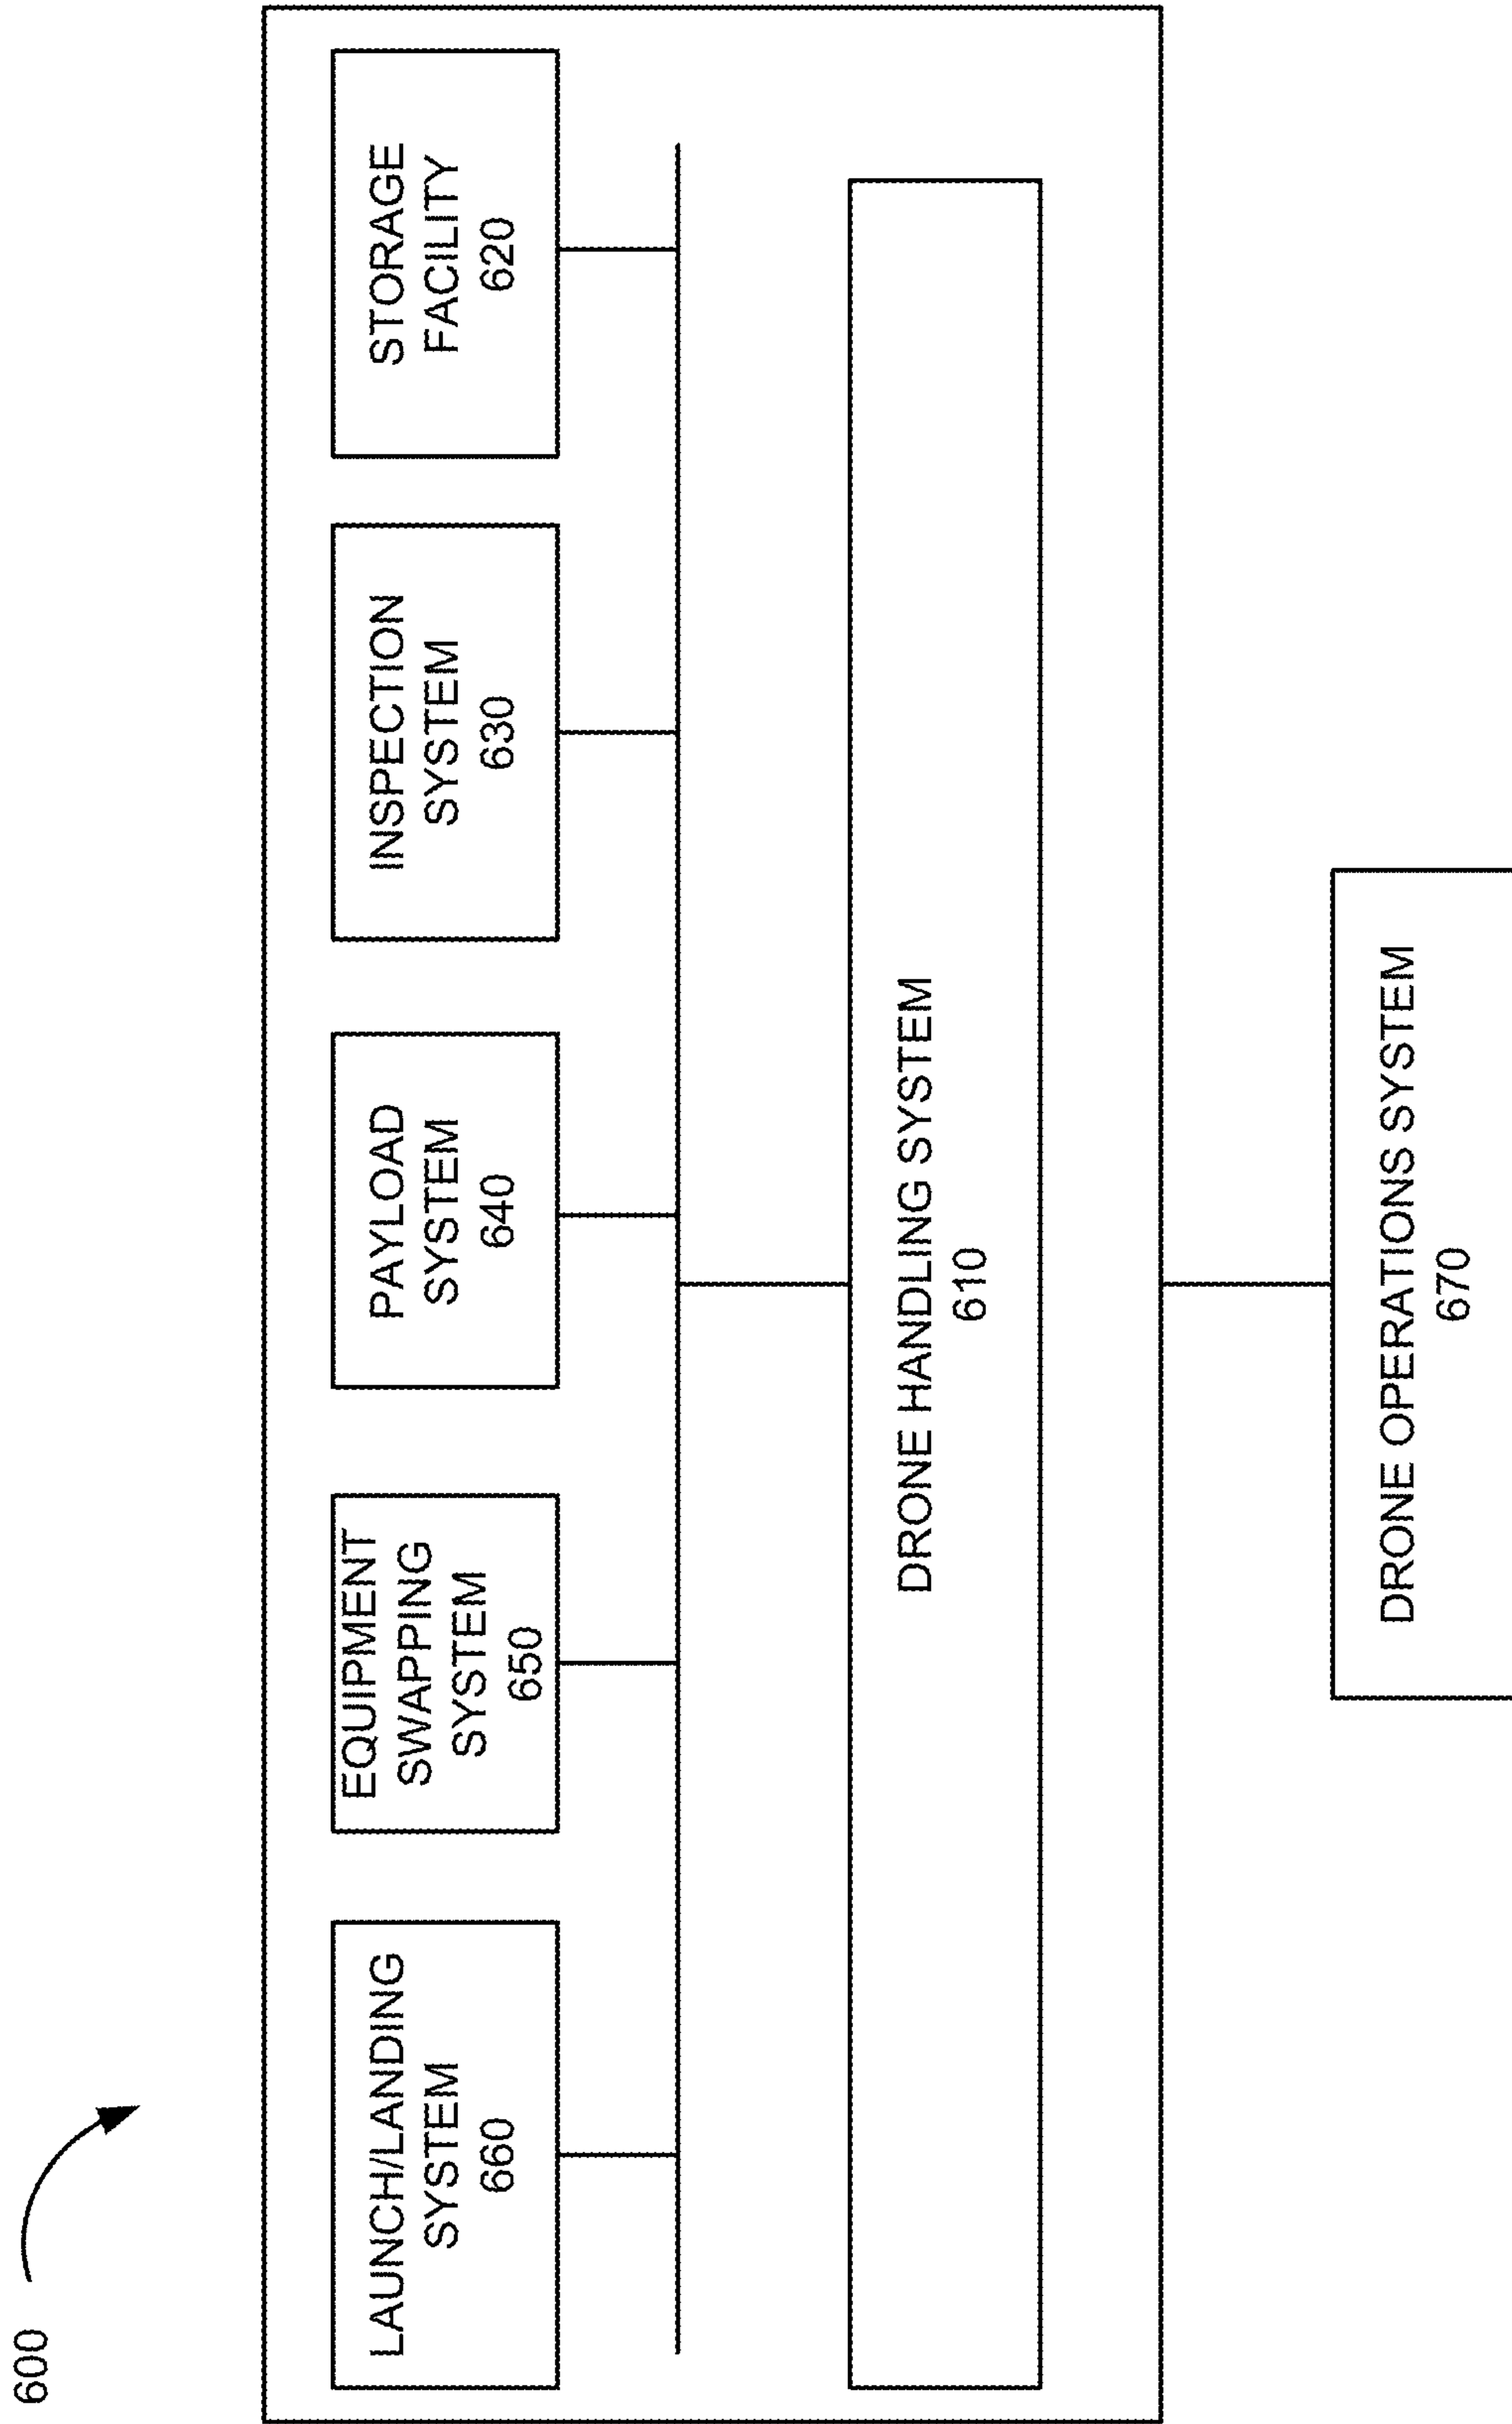 600
LAUNCH/LANDING
SYSTEM
660
EQUIPMENT
SWAPPING
SYSTEM
650
PAYLOAD
SYSTEM
640
INSPECTION
SYSTEM
630
STORAGE
FACILITY
620
DRONE HANDLING SYSTEM
610
DRONE OPERATIONS SYSTEM
670